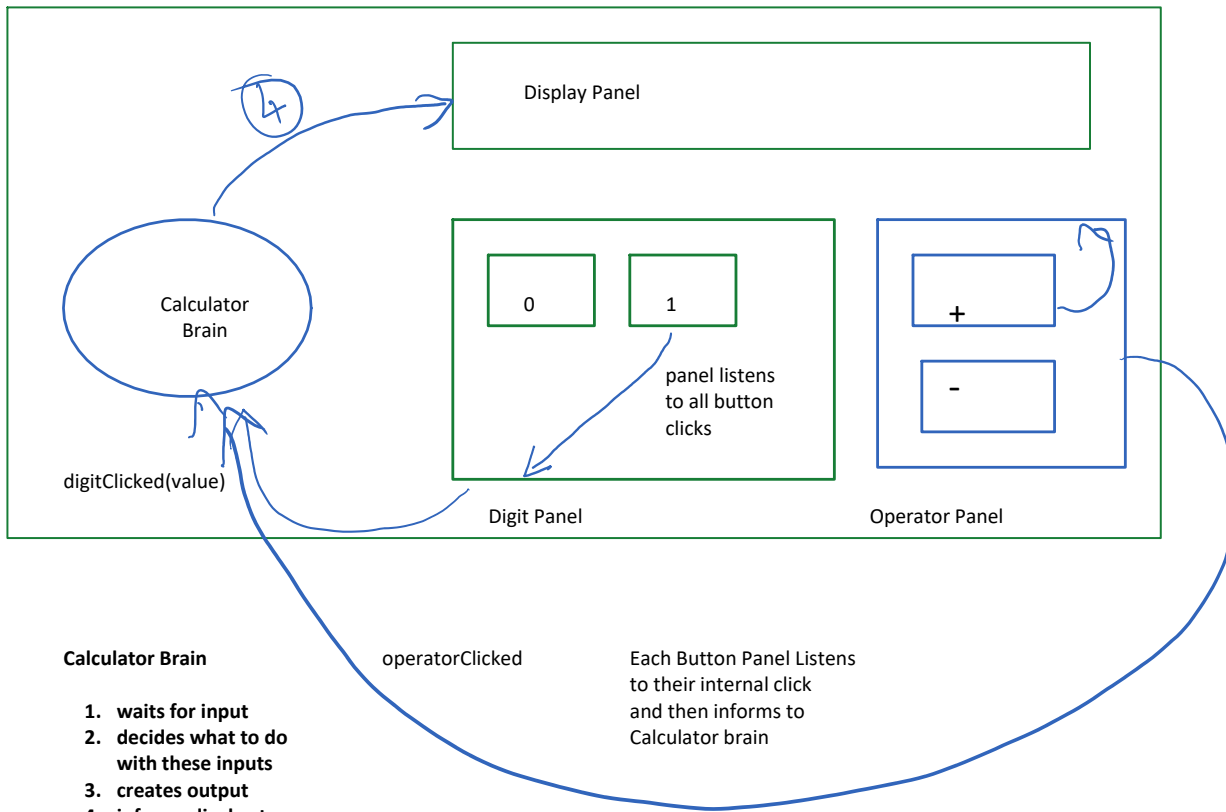 4
Display Panel
Calculator
Brain
0
1
+
-
panel listens
to all button
clicks
digitClicked(value)
Digit Panel
Operator Panel
Calculator Brain
1. waits for input
2. decides what to do
with these inputs
3. creates output
operatorClicked
Each Button Panel Listens
to their internal click
and then informs to
Calculator brain